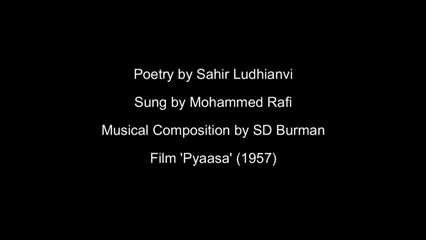 Poetry by Sahir Ludhianvi
Sung by Mohammed Rafi
Musical Composition by SD Burman
Film 'Pyaasa' (1957)